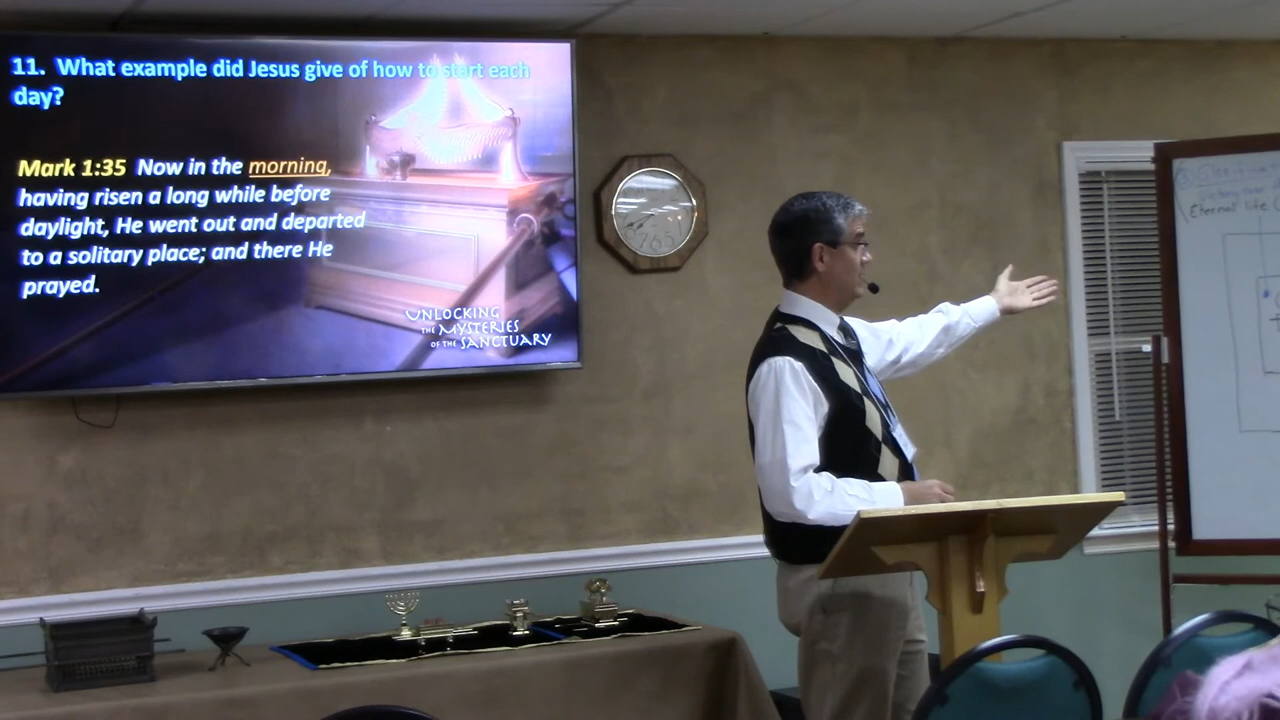 11. What example did Jesus give of how to start each
day?
Mark 1:35 Now in the morning,
having risen a long while before
daylight, He went out and departed
to a solitary place; and there He
prayed.
UNLOCKING
THE MYSTERIES
OF THE SANCTUARY
Eternal life